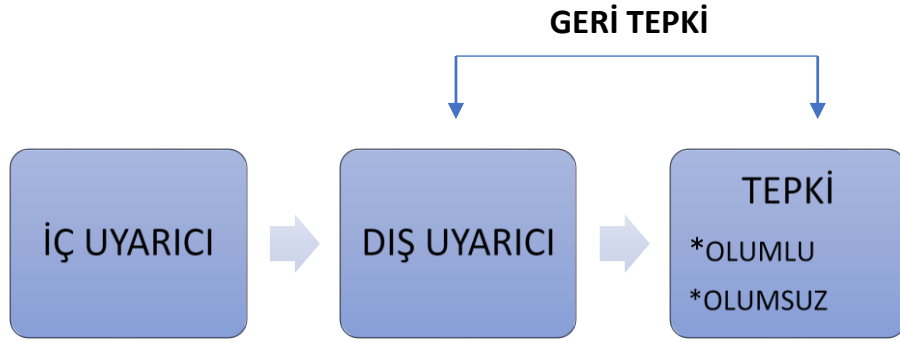 GERİ TEPKİ
İÇ UYARICI
DIŞ UYARICI
TEPKİ
*OLUMLU
*OLUMSUZ